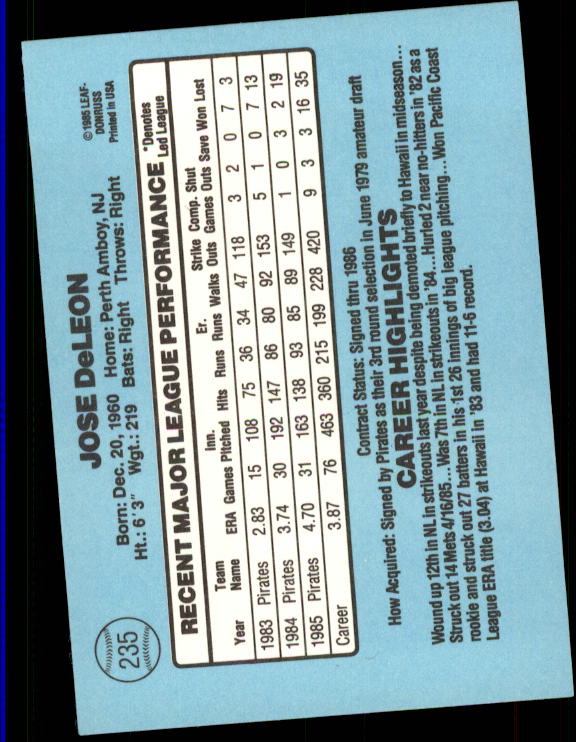 235
JOSE DeLEON
©1985 LEAF-
DONRUSS
Printed in USA
Born: Dec. 20, 1960 Home: Perth Amboy, NJ
Ht.: 6'3" Wgt.: 219 Bats: Right Throws: Right
RECENT MAJOR LEAGUE PERFORMANCE *Denotes Led League
Year Team Name ERA Games Inn. Pitched Hits Runs Er. Runs Walks Strike Outs Comp. Games Shut Outs Save Won Lost
1983 Pirates 2.83 15 108 75 36 34 47 118 3 2 0 7 3
1984 Pirates 3.74 30 192 147 86 80 92 153 5 1 0 7 13
1985 Pirates 4.70 31 163 138 93 85 89 149 1 0 3 2 19
Career 3.87 76 463 360 215 199 228 420 9 3 3 16 35
Contract Status: Signed thru 1986
How Acquired: Signed by Pirates as their 3rd round selection in June 1979 amateur draft
CAREER HIGHLIGHTS
Wound up 12th in NL in strikeouts last year despite being demoted briefly to Hawaii in midseason...
Struck out 14 Mets 4/16/85... Was 7th in NL in strikeouts in '84... Hurled 2 near no-hitters in '82 as a
rookie and struck out 27 batters in his 1st 26 innings of big league pitching... Won Pacific Coast
League ERA title (3.04) at Hawaii in '83 and had 11-6 record.